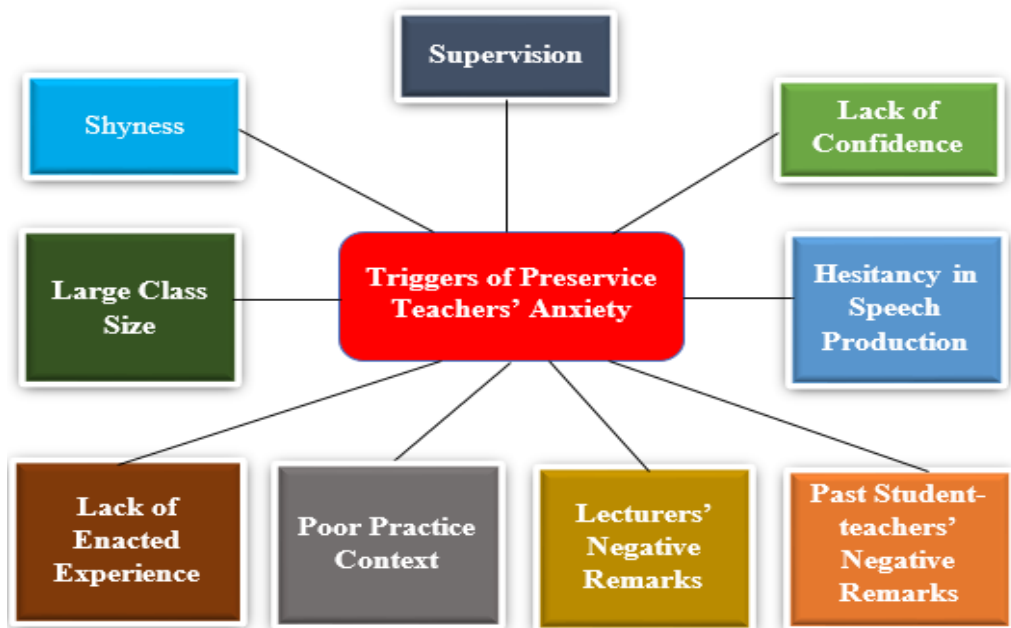 Supervision
Shyness
Lack of
Confidence
Triggers of Preservice
Teachers’ Anxiety
Large Class
Size
Hesitancy in
Speech
Production
Lack of
Enacted
Experience
Poor Practice
Context
Lecturers’
Negative
Remarks
Past Student-
teachers’
Negative
Remarks